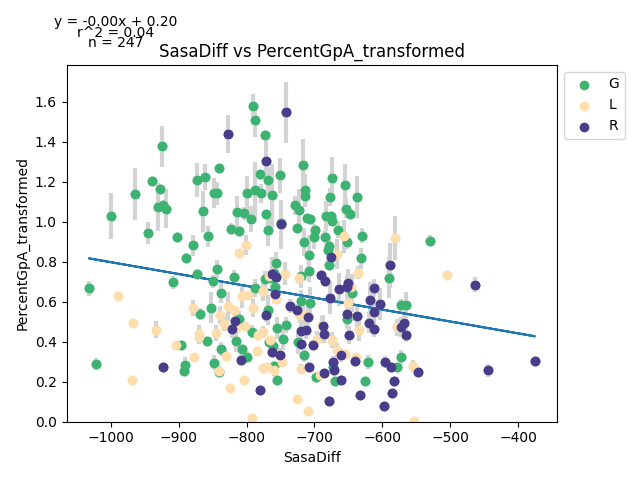 y = -0.00x + 0.20
r^2 = 0.04
n = 247
SasaDiff vs PercentGpA_transformed
G
L
R
1.6
1.4
1.2
1.0
0.8
0.6
0.4
0.2
0.0
PercentGpA_transformed
−1000 −900 −800 −700 −600 −500 −400
SasaDiff